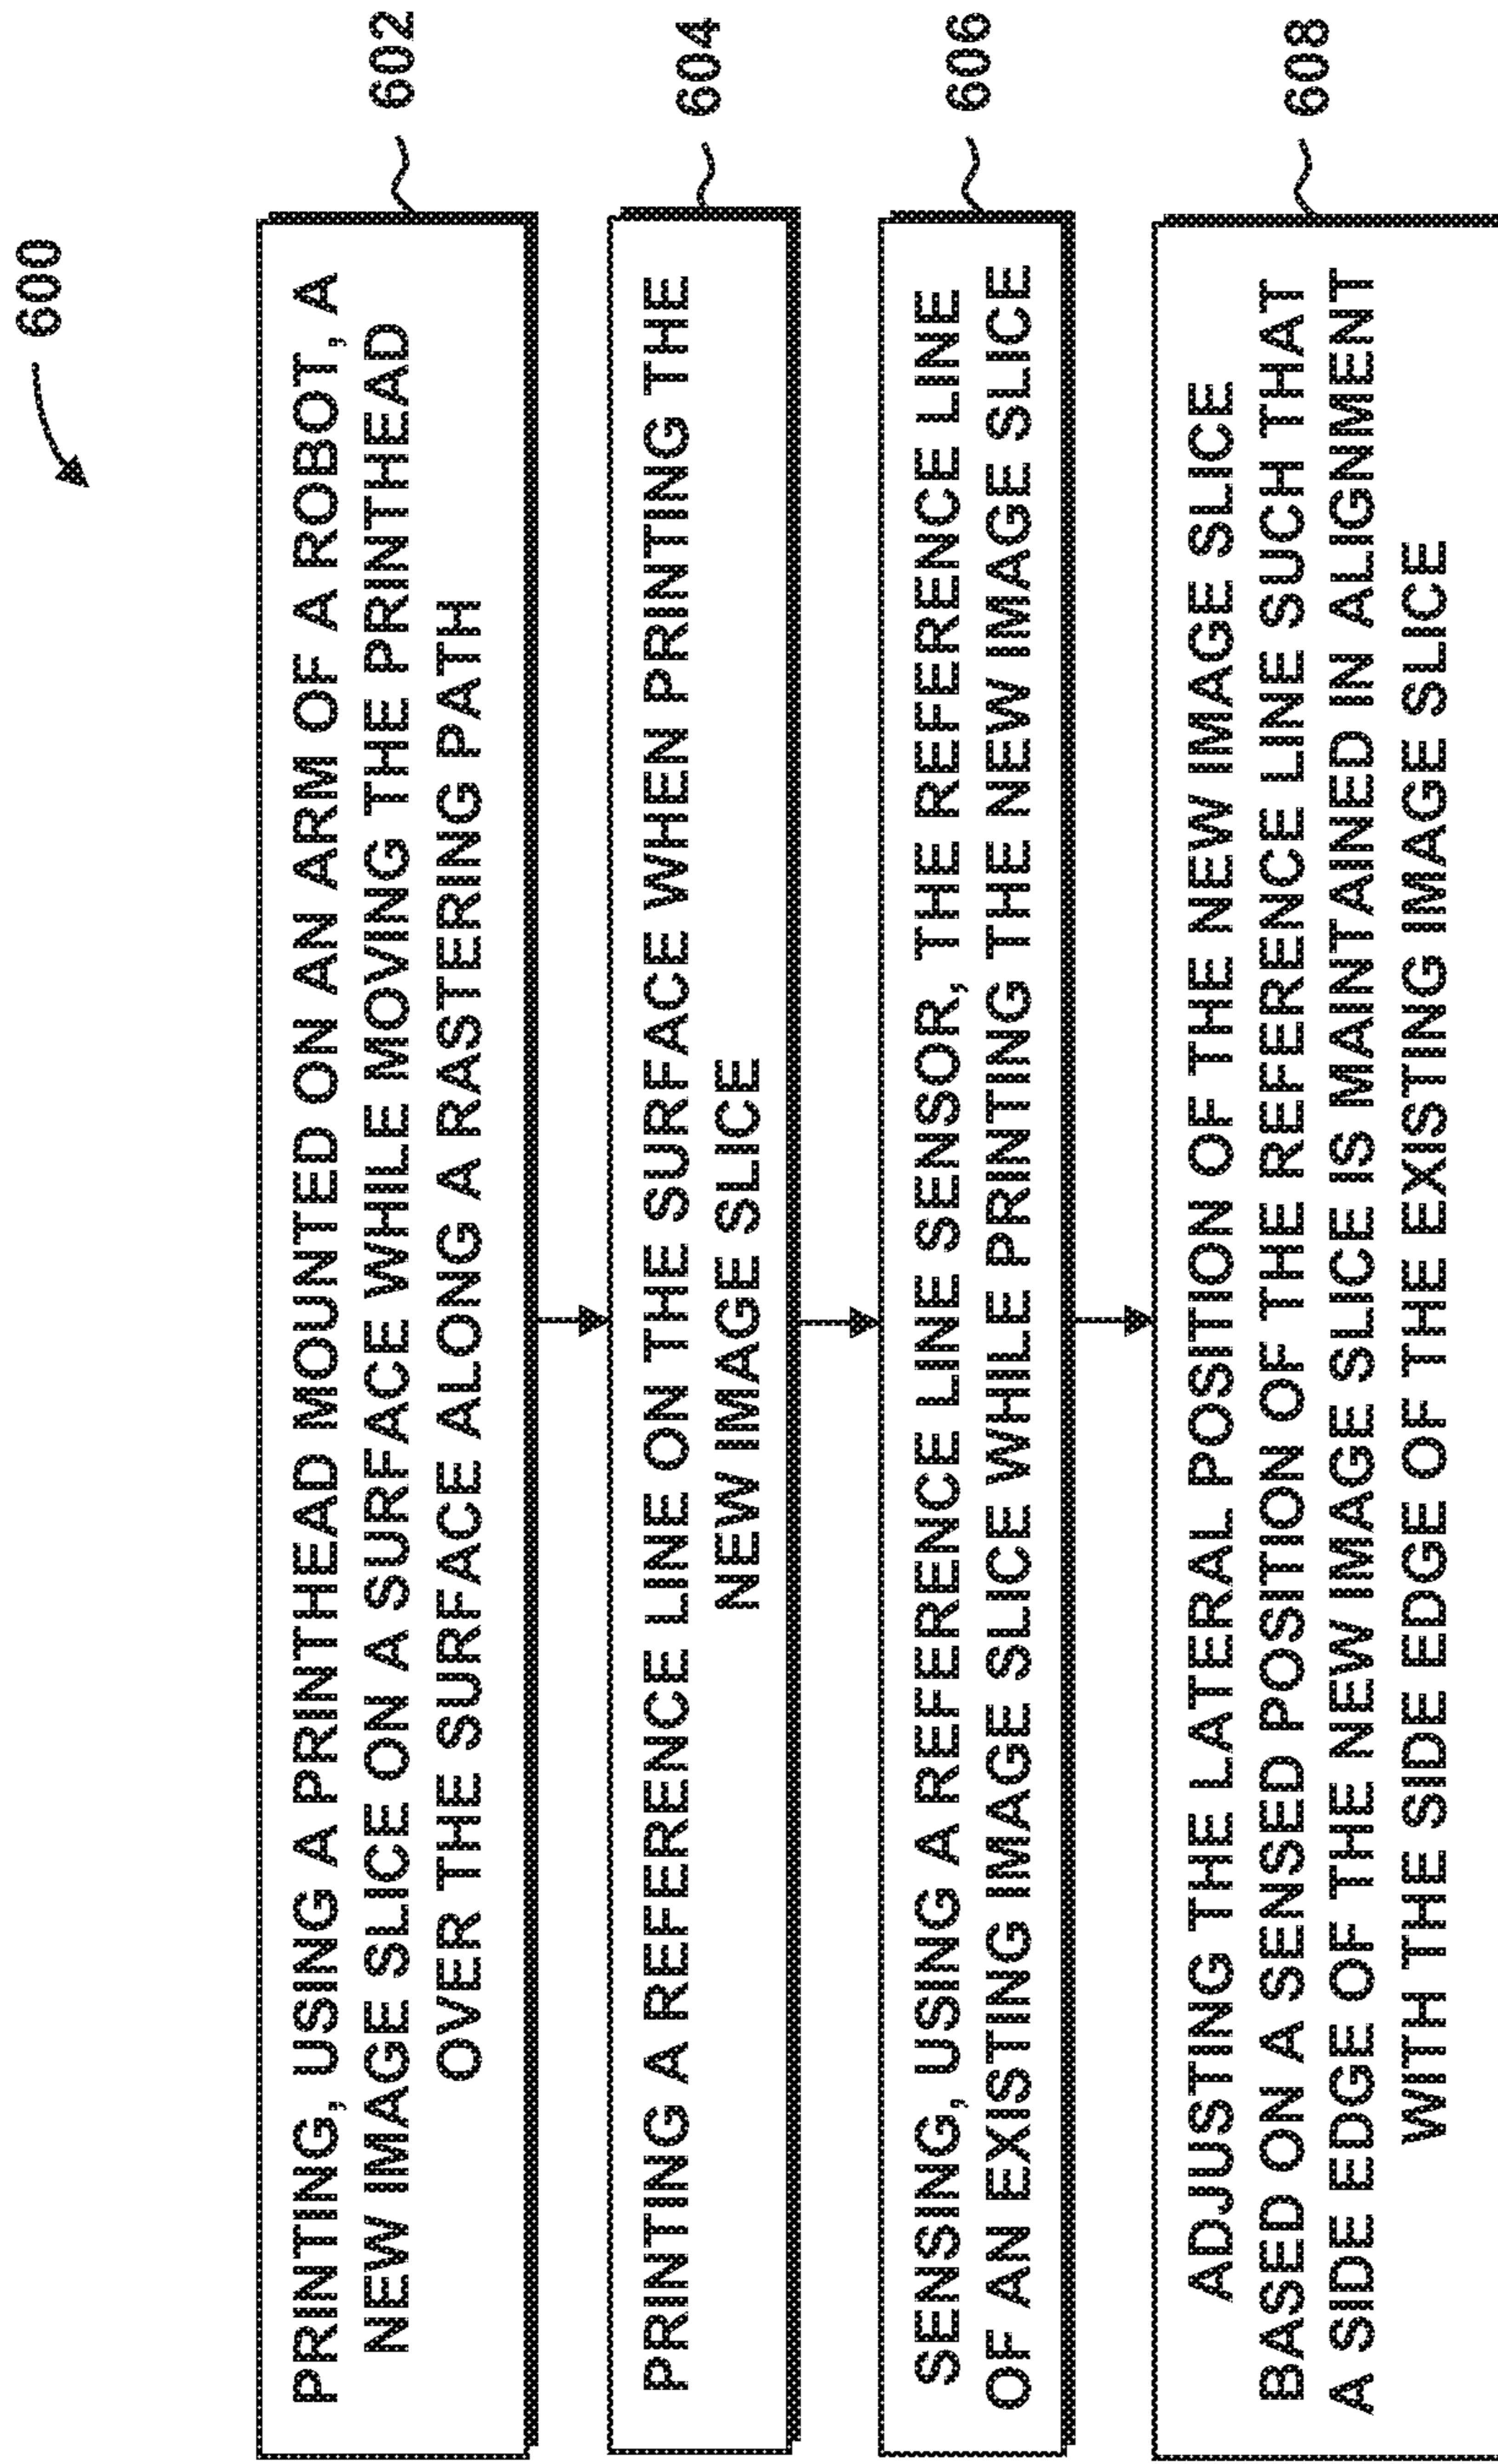 600
PRINTING, USING A PRINTHEAD MOUNTED ON AN ARM OF A ROBOT, A
NEW IMAGE SLICE ON A SURFACE WHILE MOVING THE PRINTHEAD
OVER THE SURFACE ALONG A RASTERING PATH
602
PRINTING A REFERENCE LINE ON THE SURFACE WHEN PRINTING THE
NEW IMAGE SLICE
604
SENSING, USING A REFERENCE LINE SENSOR, THE REFERENCE LINE
OF AN EXISTING IMAGE SLICE WHILE PRINTING THE NEW IMAGE SLICE
606
ADJUSTING THE LATERAL POSITION OF THE NEW IMAGE SLICE
BASED ON A SENSED POSITION OF THE REFERENCE LINE SUCH THAT
A SIDE EDGE OF THE NEW IMAGE SLICE IS MAINTAINED IN ALIGNMENT
WITH THE SIDE EDGE OF THE EXISTING IMAGE SLICE
608